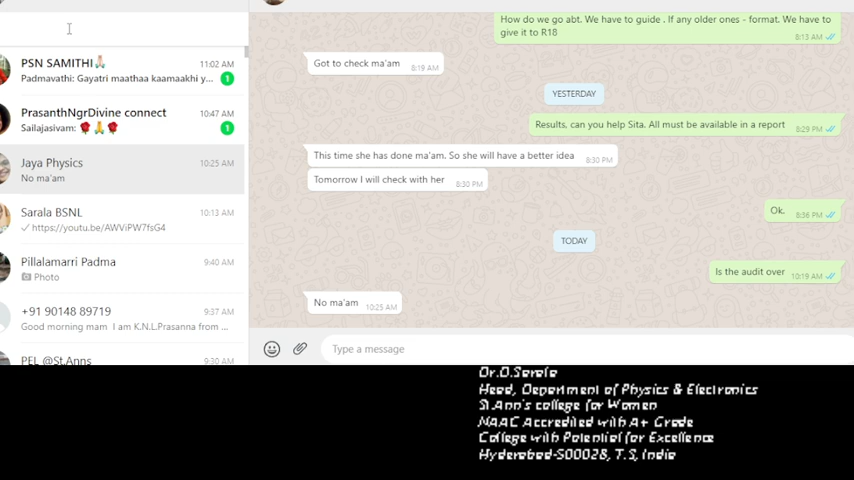 PSN SAMITHI🙏 11:02 AM
Padmavathi: Gayatri maathaa kaamaakhi y... 1
PrasanthNgrDivine connect 10:47 AM
Sailajasivam: 🌹🙏🌹 1
Jaya Physics 10:25 AM
No ma'am
Sarala BSNL 10:13 AM
✓ https://youtu.be/AWViPW7fsG4
Pillalamarri Padma 9:40 AM
📷 Photo
+91 90148 89719 9:37 AM
Good morning mam I am K.N.L.Prasanna from ...
PEL @St.Anns 9:30 AM
How do we go abt. We have to guide . If any older ones - format. We have to
give it to R18 8:13 AM
Got to check ma'am 8:19 AM
YESTERDAY
Results, can you help Sita. All must be available in a report 8:29 PM
This time she has done ma'am. So she will have a better idea 8:30 PM
Tomorrow I will check with her 8:30 PM
Ok. 8:36 PM
TODAY
Is the audit over 10:19 AM
No ma'am 10:25 AM
Type a message
Dr.D.Sarala
Head, Department of Physics & Electronics
St.Ann's college for Women
NAAC Accredited with A+ Grade
College with Potential for Excellence
Hyderabad-500028, T.S, India